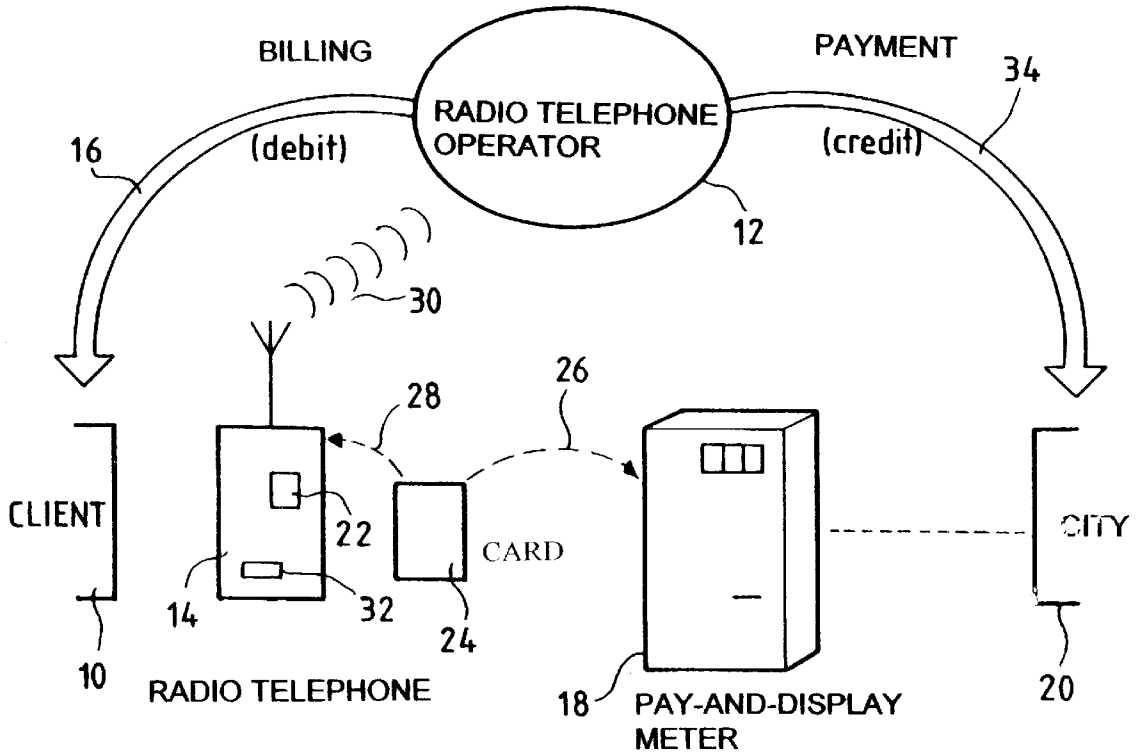 BILLING
PAYMENT
34
RADIO TELEPHONE
OPERATOR
16
(debit)
(credit)
12
30
28
26
CLIENT
22
CARD
CITY
14
32
24
10
18
20
RADIO TELEPHONE
PAY-AND-DISPLAY
METER